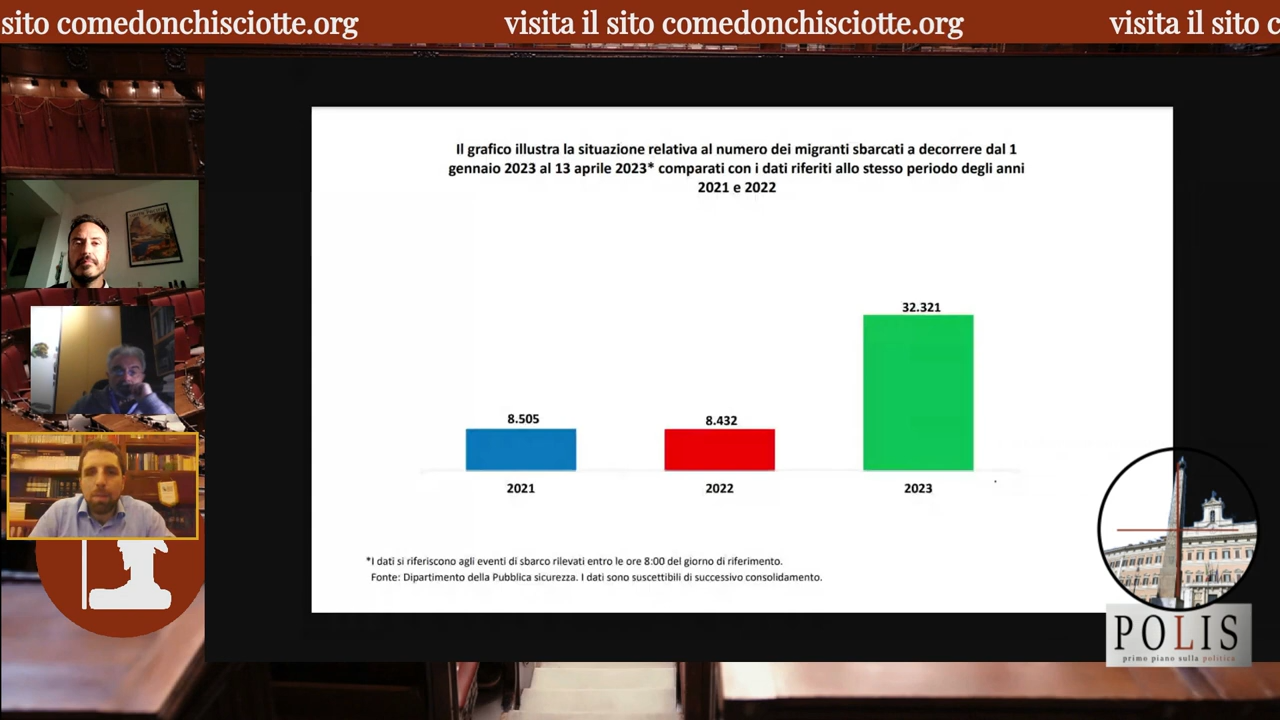 sito comedonchisciotte.org visita il sito comedonchisciotte.org visita il sito c
Il grafico illustra la situazione relativa al numero dei migranti sbarcati a decorrere dal 1
gennaio 2023 al 13 aprile 2023* comparati con i dati riferiti allo stesso periodo degli anni
2021 e 2022
32.321
8.505
8.432
2021
2022
2023
*I dati si riferiscono agli eventi di sbarco rilevati entro le ore 8:00 del giorno di riferimento.
Fonte: Dipartimento della Pubblica sicurezza. I dati sono suscettibili di successivo consolidamento.
POLIS
primo piano sulla politica